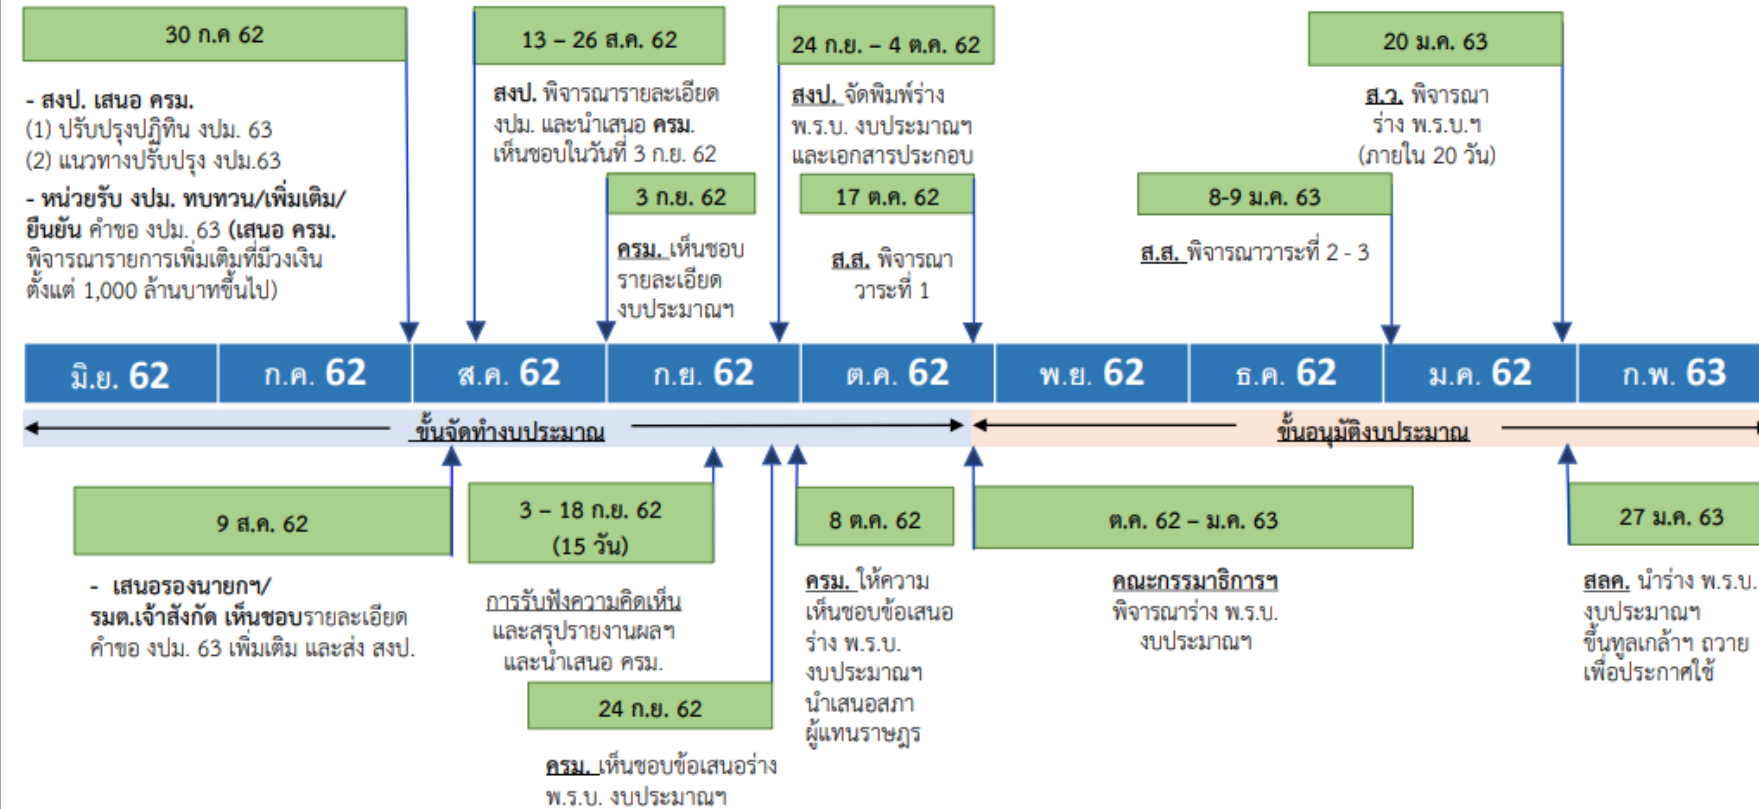 30 ก.ค 62
- สงป. เสนอ ครม.
(1) ปรับปรุงปฏิทิน งปม. 63
(2) แนวทางปรับปรุง งปม.63
- หน่วยรับ งปม. ทบทวน/เพิ่มเติม/
ยืนยัน คำขอ งปม. 63 (เสนอ ครม.
พิจารณารายการเพิ่มเติมที่มีวงเงิน
ตั้งแต่ 1,000 ล้านบาทขึ้นไป)
13 – 26 ส.ค. 62
สงป. พิจารณารายละเอียด
งปม. และนำเสนอ ครม.
เห็นชอบในวันที่ 3 ก.ย. 62
3 ก.ย. 62
ครม. เห็นชอบ
รายละเอียด
งบประมาณฯ
24 ก.ย. – 4 ต.ค. 62
สงป. จัดพิมพ์ร่าง
พ.ร.บ. งบประมาณฯ
และเอกสารประกอบ
17 ต.ค. 62
ส.ส. พิจารณา
วาระที่ 1
8-9 ม.ค. 63
ส.ส. พิจารณาวาระที่ 2 - 3
20 ม.ค. 63
ส.ว. พิจารณา
ร่าง พ.ร.บ.ฯ
(ภายใน 20 วัน)
มิ.ย. 62 ก.ค. 62 ส.ค. 62 ก.ย. 62 ต.ค. 62 พ.ย. 62 ธ.ค. 62 ม.ค. 62 ก.พ. 63
ขั้นจัดทำงบประมาณ ขั้นอนุมัติงบประมาณ
9 ส.ค. 62
- เสนอรองนายกฯ/
รมต.เจ้าสังกัด เห็นชอบรายละเอียด
คำขอ งปม. 63 เพิ่มเติม และส่ง สงป.
3 – 18 ก.ย. 62
(15 วัน)
การรับฟังความคิดเห็น
และสรุปรายงานผลฯ
และนำเสนอ ครม.
24 ก.ย. 62
ครม. เห็นชอบข้อเสนอร่าง
พ.ร.บ. งบประมาณฯ
8 ต.ค. 62
ครม. ให้ความ
เห็นชอบข้อเสนอ
ร่าง พ.ร.บ.
งบประมาณฯ
นำเสนอสภา
ผู้แทนราษฎร
ต.ค. 62 – ม.ค. 63
คณะกรรมาธิการฯ
พิจารณาร่าง พ.ร.บ.
งบประมาณฯ
27 ม.ค. 63
สลค. นำร่าง พ.ร.บ.
งบประมาณฯ
ขึ้นทูลเกล้าฯ ถวาย
เพื่อประกาศใช้